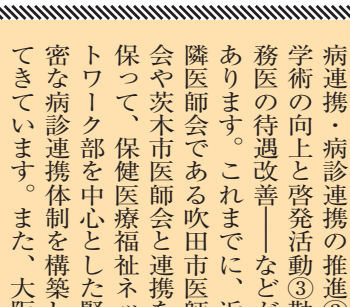 病連携・病診連携の推進②
学術の向上と啓発活動③勤
務医の待遇改善――などが
あります。これまでに、近
隣医師会である吹田市医師
会や茨木市医師会と連携を
保って、保健医療福祉ネッ
トワーク部を中心とした緊
密な病診連携体制を構築し
てきています。また、大阪